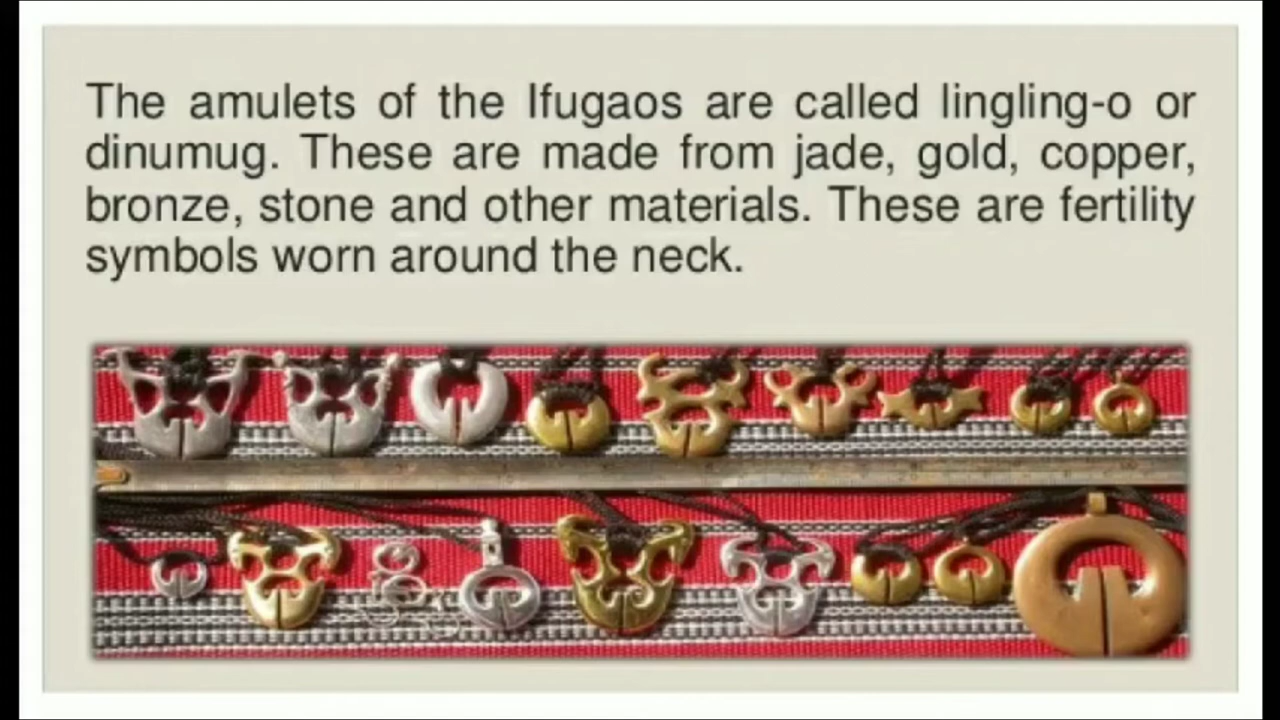 The amulets of the Ifugaos are called lingling-o or
dinumug. These are made from jade, gold, copper,
bronze, stone and other materials. These are fertility
symbols worn around the neck.